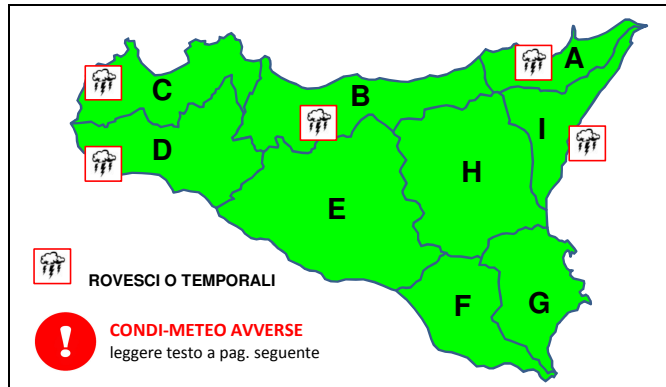 A
C
B
I
D
H
E
ROVESCI O TEMPORALI
F
G
!
CONDI-METEO AVVERSE
leggere testo a pag. seguente